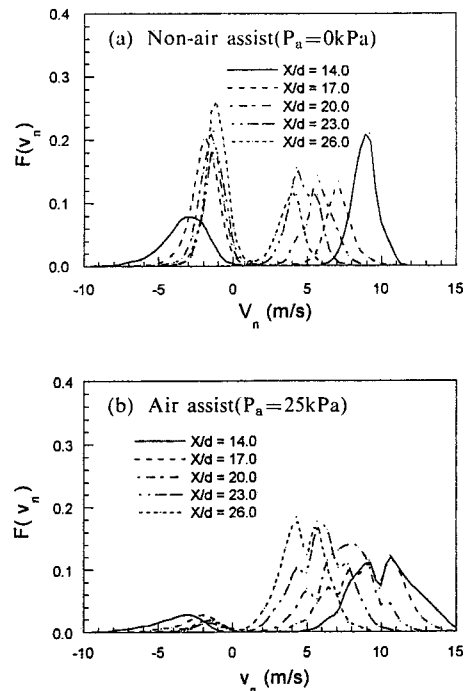 (a) Non-air assist(Pa=0kPa)
X/d = 14.0
X/d = 17.0
X/d = 20.0
X/d = 23.0
X/d = 26.0
0.4
0.3
0.2
0.1
0.0
F(vn)
-10 -5 0 5 10 15
Vn (m/s)
(b) Air assist(Pa=25kPa)
X/d = 14.0
X/d = 17.0
X/d = 20.0
X/d = 23.0
X/d = 26.0
0.4
0.3
0.2
0.1
0.0
F(vn)
-10 -5 0 5 10 15
vn (m/s)